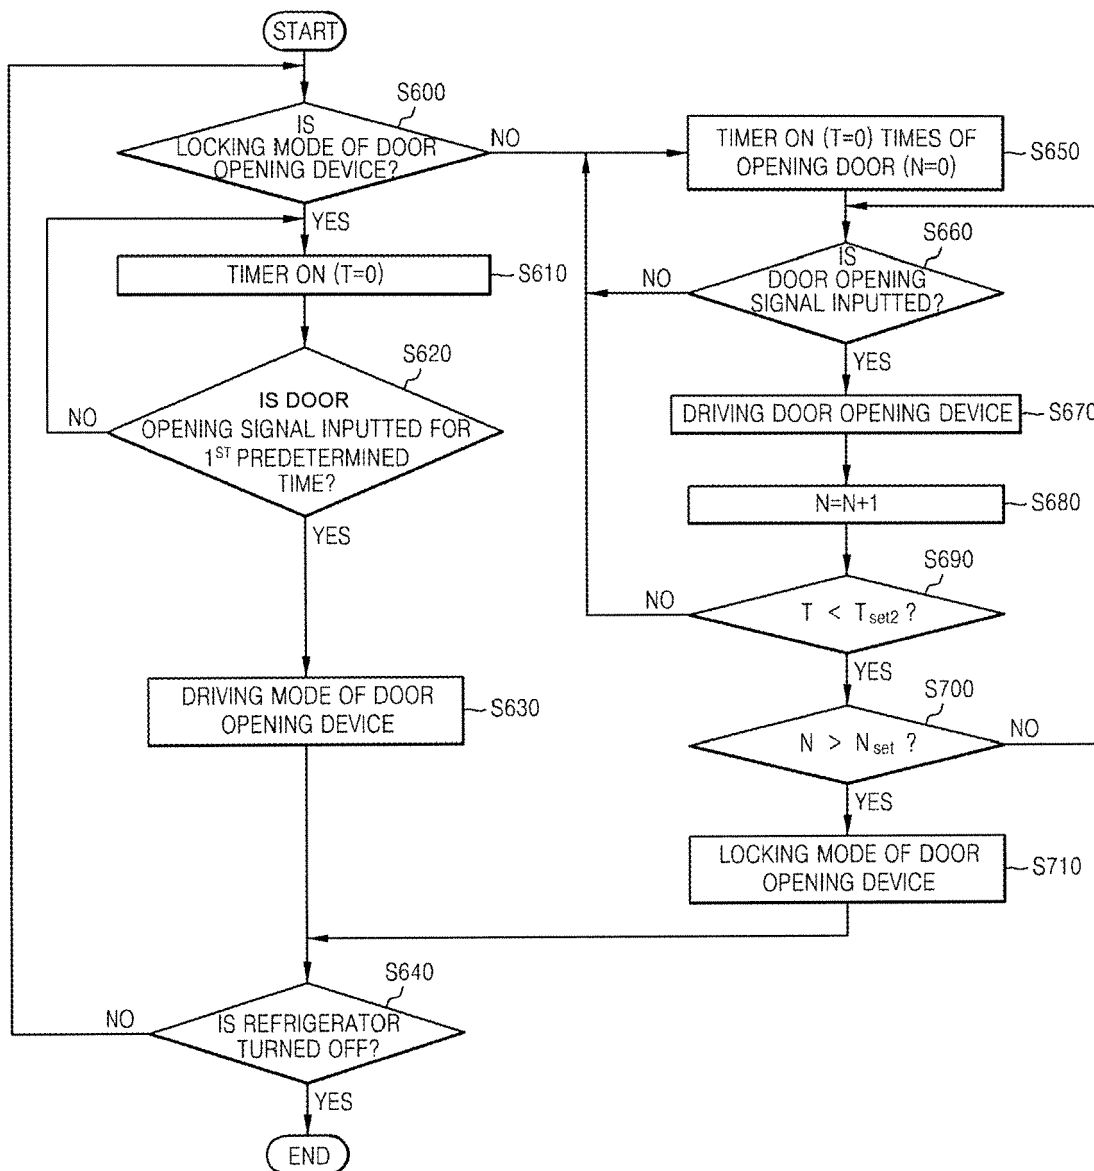 START
S600
IS
LOCKING MODE OF DOOR
OPENING DEVICE?
NO
YES
TIMER ON (T=0)
S610
S620
IS DOOR
OPENING SIGNAL INPUTTED FOR
1ST PREDETERMINED
TIME?
NO
YES
DRIVING MODE OF DOOR
OPENING DEVICE
S630
TIMER ON (T=0) TIMES OF
OPENING DOOR (N=0)
S650
S660
IS
DOOR OPENING
SIGNAL INPUTTED?
NO
YES
DRIVING DOOR OPENING DEVICE
S670
N=N+1
S680
S690
T < Tset2 ?
NO
YES
S700
N > Nset ?
NO
YES
LOCKING MODE OF DOOR
OPENING DEVICE
S710
S640
IS REFRIGERATOR
TURNED OFF?
NO
YES
END